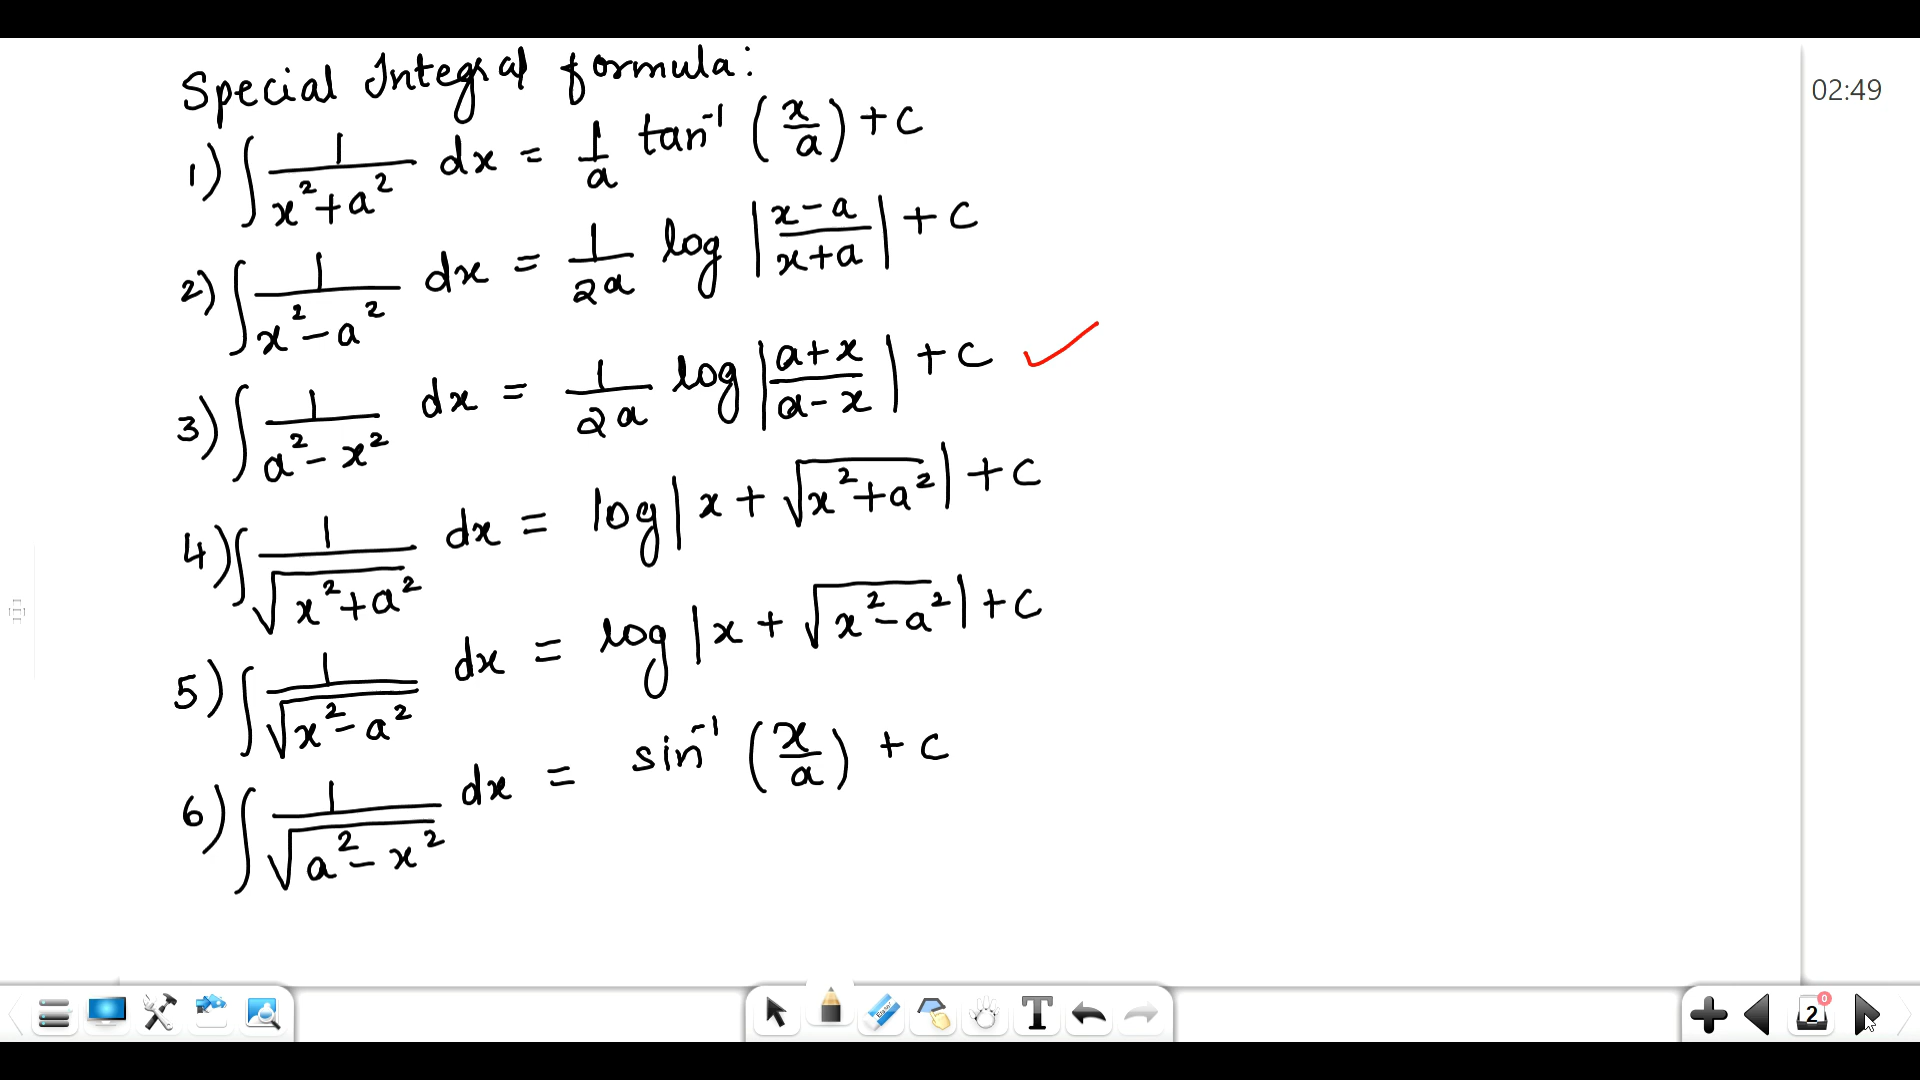 Special Integral formula:
02:49
1) ∫ 1/(x²+a²) dx = 1/a tan⁻¹ (x/a) + c
2) ∫ 1/(x²-a²) dx = 1/2a log |(x-a)/(x+a)| + c
3) ∫ 1/(a²-x²) dx = 1/2a log |(a+x)/(a-x)| + c ✓
4) ∫ 1/√(x²+a²) dx = log | x + √(x²+a²) | + c
5) ∫ 1/√(x²-a²) dx = log | x + √(x²-a²) | + c
6) ∫ 1/√(a²-x²) dx = sin⁻¹ (x/a) + c
T
2
0